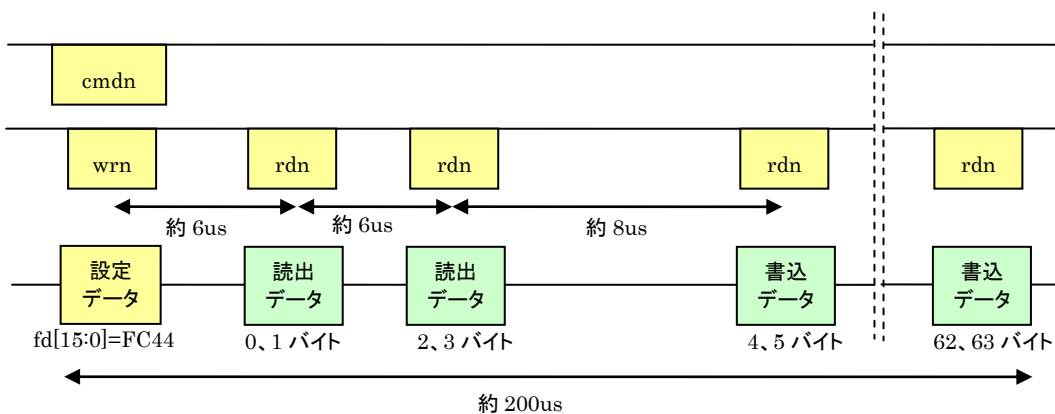 cmdn
wrn
rdn
rdn
rdn
rdn
約 6us
約 6us
約 8us
設定
データ
読出
データ
読出
データ
書込
データ
書込
データ
fd[15:0]=FC44
0、1 バイト
2、3 バイト
4、5 バイト
62、63 バイト
約 200us